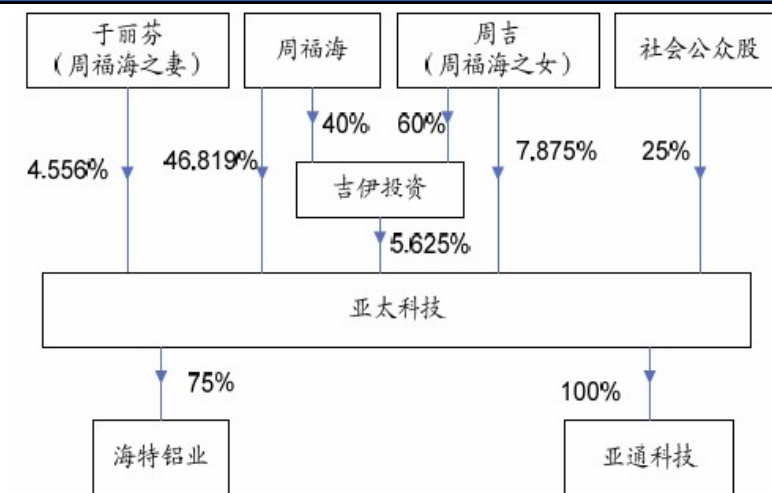 于丽芬
（周福海之妻）
周福海
周吉
（周福海之女）
社会公众股
40%
60%
4.556%
46.819%
7.875%
25%
吉伊投资
5.625%
亚太科技
75%
100%
海特铝业
亚通科技